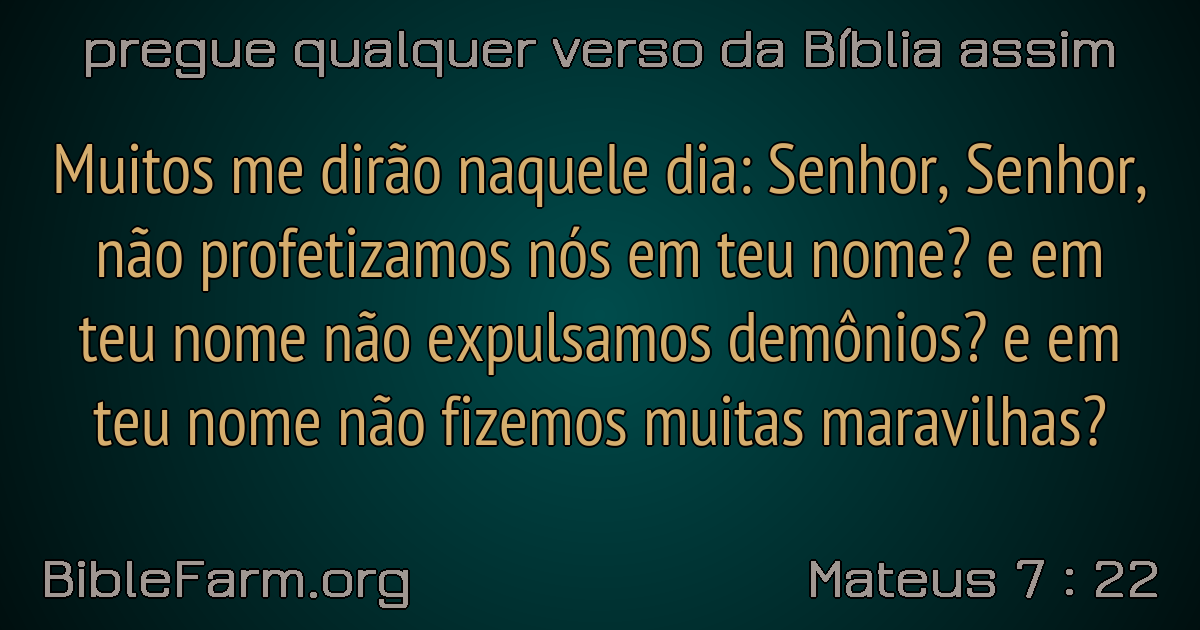 pregue qualquer verso da Bíblia assim
Muitos me dirão naquele dia: Senhor, Senhor,
não profetizamos nós em teu nome? e em
teu nome não expulsamos demônios? e em
teu nome não fizemos muitas maravilhas?
BibleFarm.org
Mateus 7 : 22